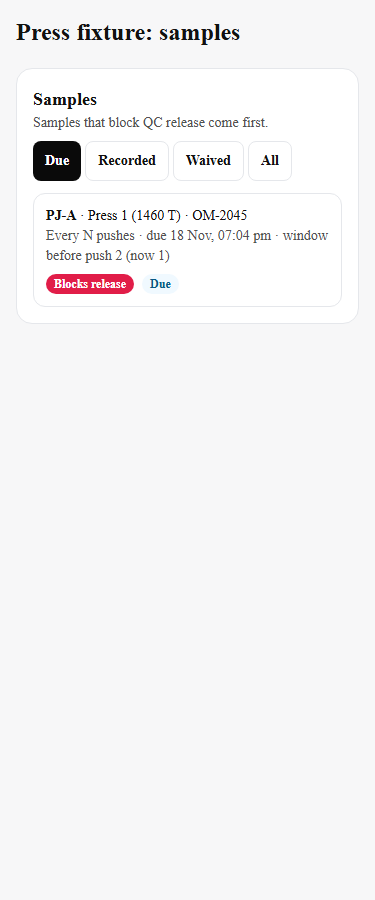 Press fixture: samples
Samples
Samples that block QC release come first.
Due
Recorded
Waived
All
PJ-A · Press 1 (1460 T) · OM-2045
Every N pushes · due 18 Nov, 07:04 pm · window
before push 2 (now 1)
Blocks release
Due